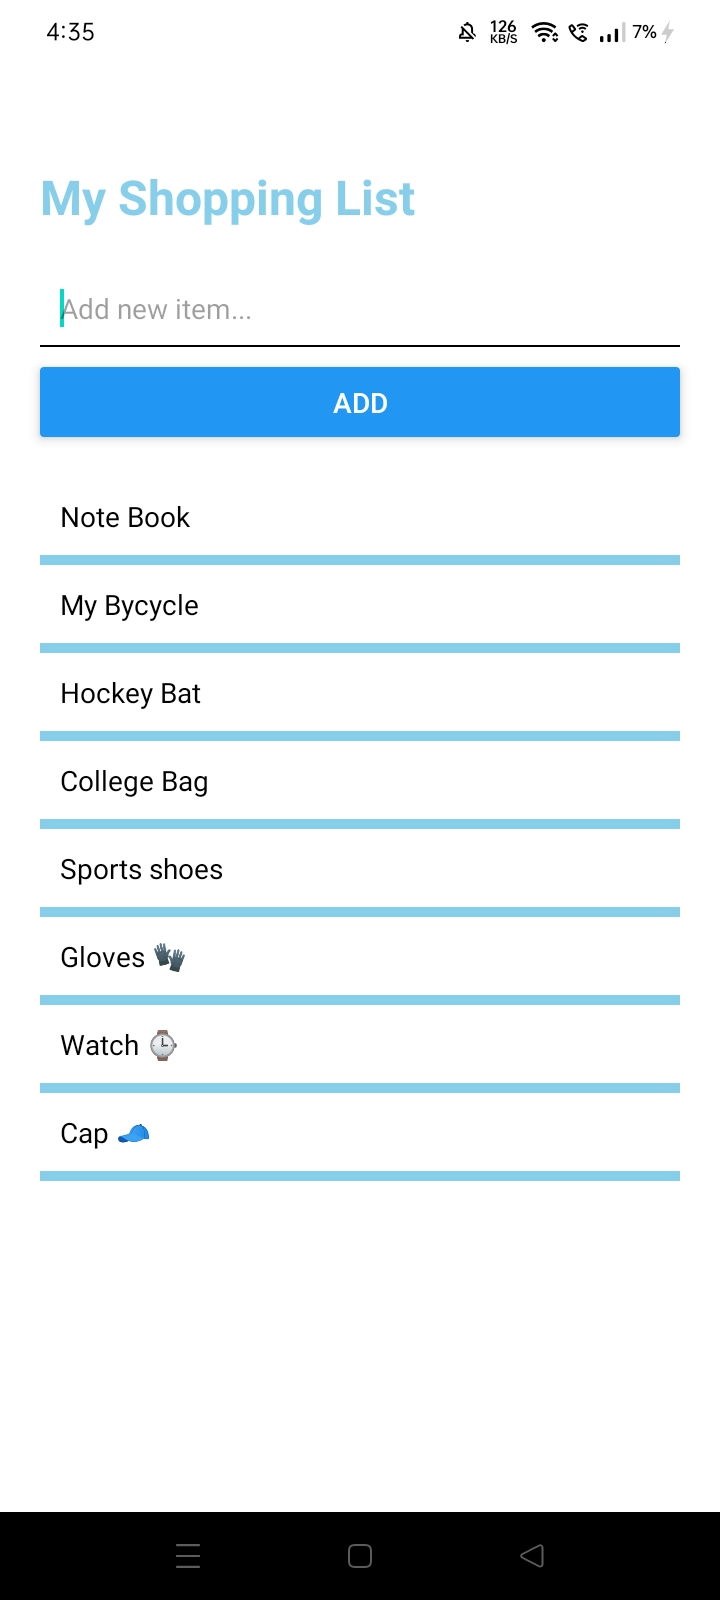 4:35
126 KB/S 7%
My Shopping List
Add new item...
ADD
Note Book
My Bycycle
Hockey Bat
College Bag
Sports shoes
Gloves 🧤
Watch ⌚
Cap 🧢